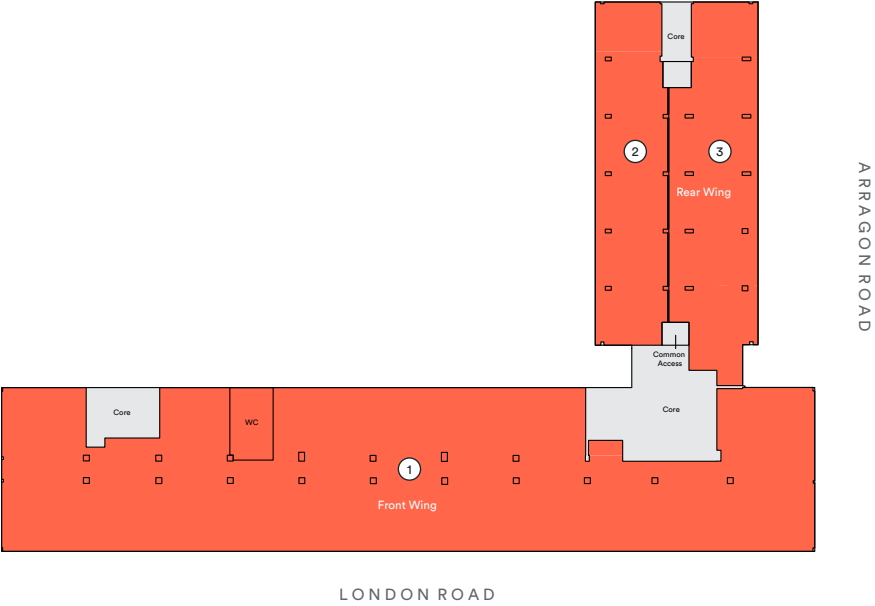 Core
2
3
Rear Wing
ARRAGON ROAD
Common
Access
Core
WC
Core
1
Front Wing
LONDON ROAD